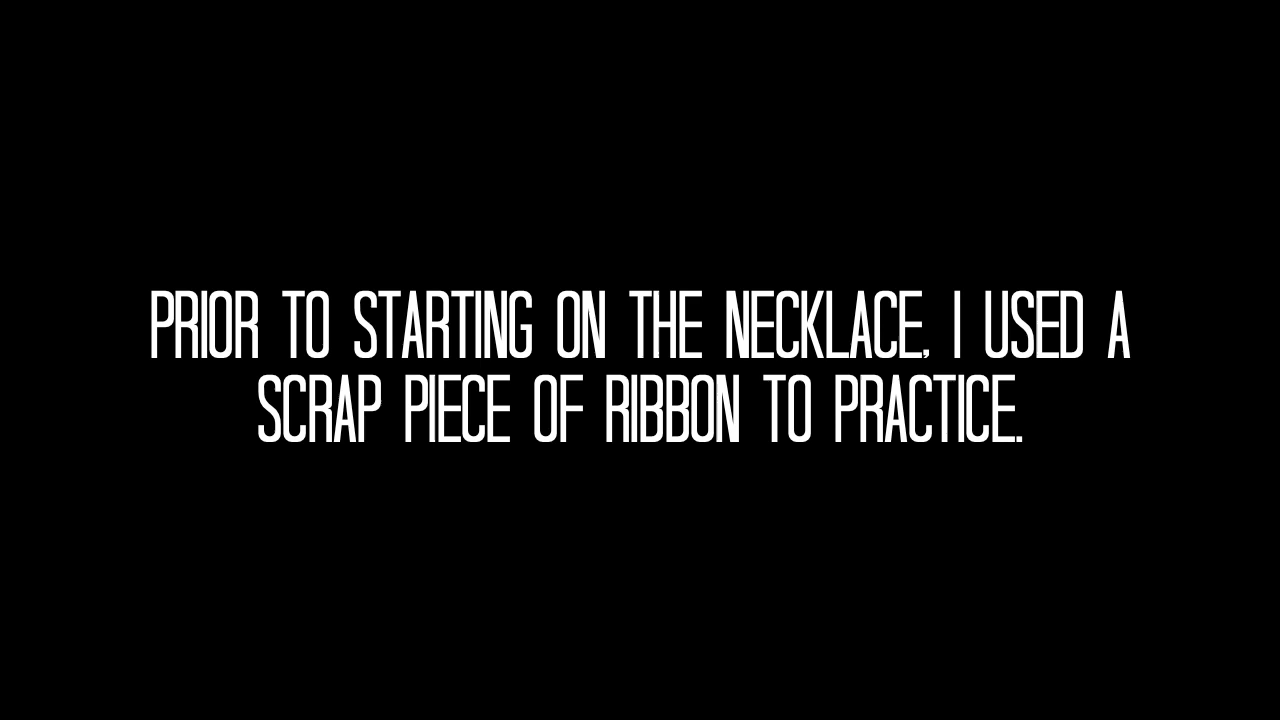 PRIOR TO STARTING ON THE NECKLACE, I USED A
SCRAP PIECE OF RIBBON TO PRACTICE.